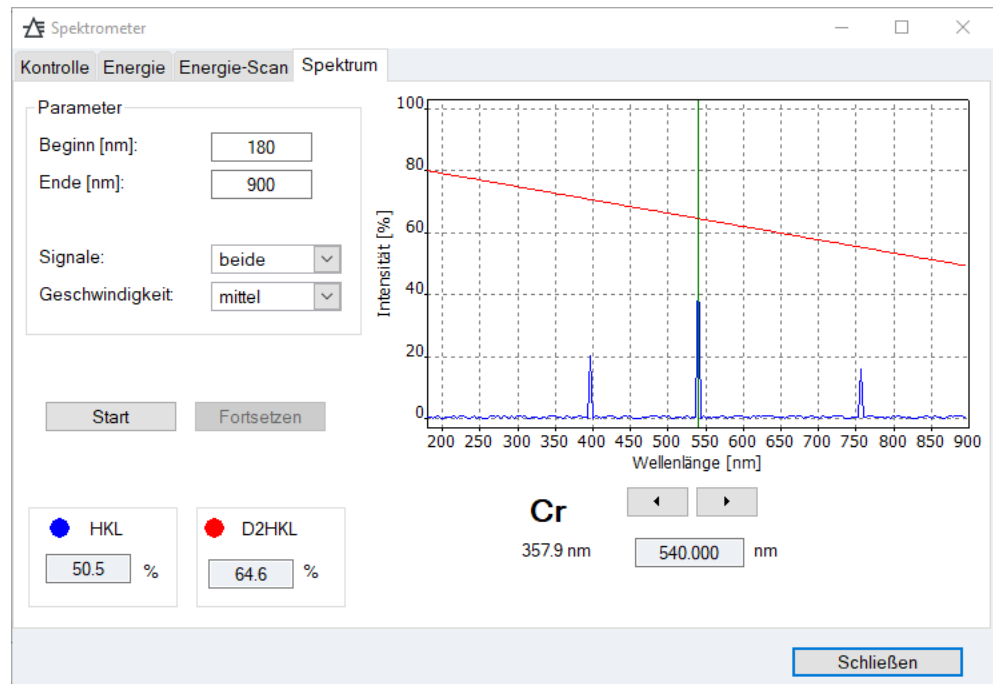 Spektrometer
Kontrolle Energie Energie-Scan Spektrum
Parameter
Beginn [nm]: 180
Ende [nm]: 900
Signale: beide
Geschwindigkeit: mittel
Start Fortsetzen
HKL
50.5 %
D2HKL
64.6 %
Intensität [%]
100
80
60
40
20
0
200 250 300 350 400 450 500 550 600 650 700 750 800 850 900
Wellenlänge [nm]
Cr
357.9 nm 540.000 nm
Schließen